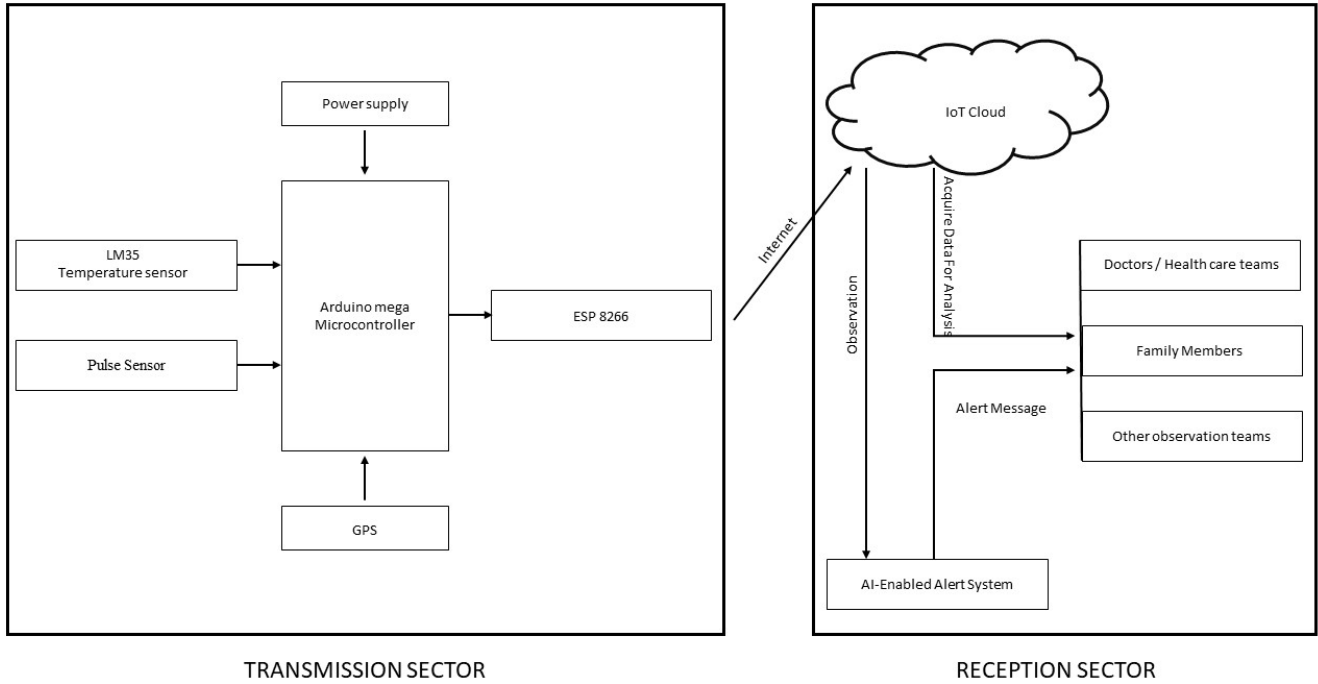 Power supply
LM35
Temperature sensor
Pulse Sensor
Arduino mega
Microcontroller
ESP 8266
GPS
TRANSMISSION SECTOR
Internet
IoT Cloud
Observation
Acquire Data For Analysis
Doctors / Health care teams
Family Members
Alert Message
Other observation teams
AI-Enabled Alert System
RECEPTION SECTOR